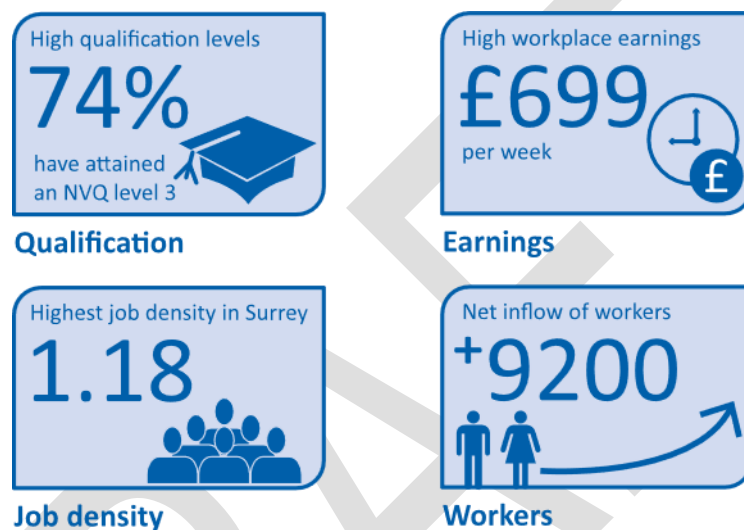 High qualification levels
74%
have attained
an NVQ level 3
Qualification
High workplace earnings
£699
per week
£
Earnings
Highest job density in Surrey
1.18
Job density
Net inflow of workers
+9200
Workers